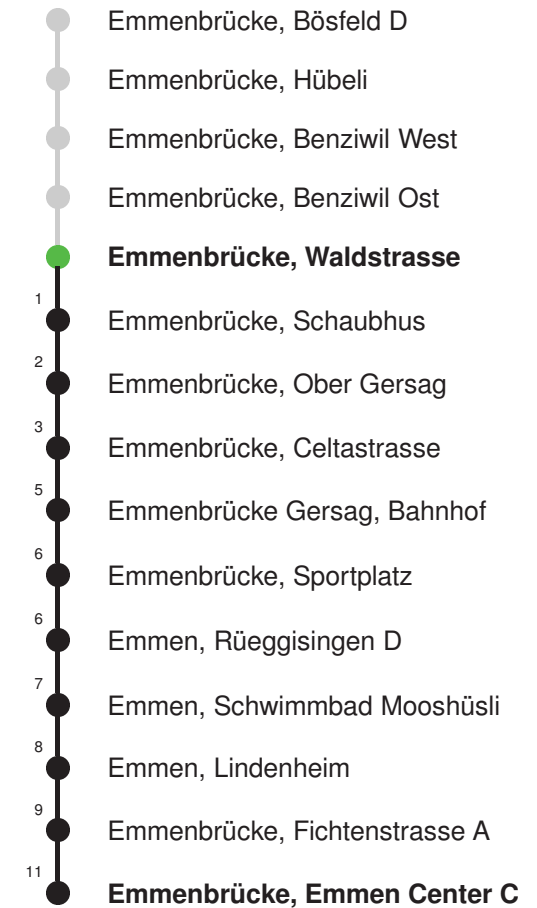 Emmenbrücke, Bösfeld D
Emmenbrücke, Hübeli
Emmenbrücke, Benziwil West
Emmenbrücke, Benziwil Ost
Emmenbrücke, Waldstrasse
1 Emmenbrücke, Schaubhus
2 Emmenbrücke, Ober Gersag
3 Emmenbrücke, Celtastrasse
5 Emmenbrücke Gersag, Bahnhof
6 Emmenbrücke, Sportplatz
6 Emmen, Rüeggisingen D
7 Emmen, Schwimmbad Mooshüsli
8 Emmen, Lindenheim
9 Emmenbrücke, Fichtenstrasse A
11 Emmenbrücke, Emmen Center C